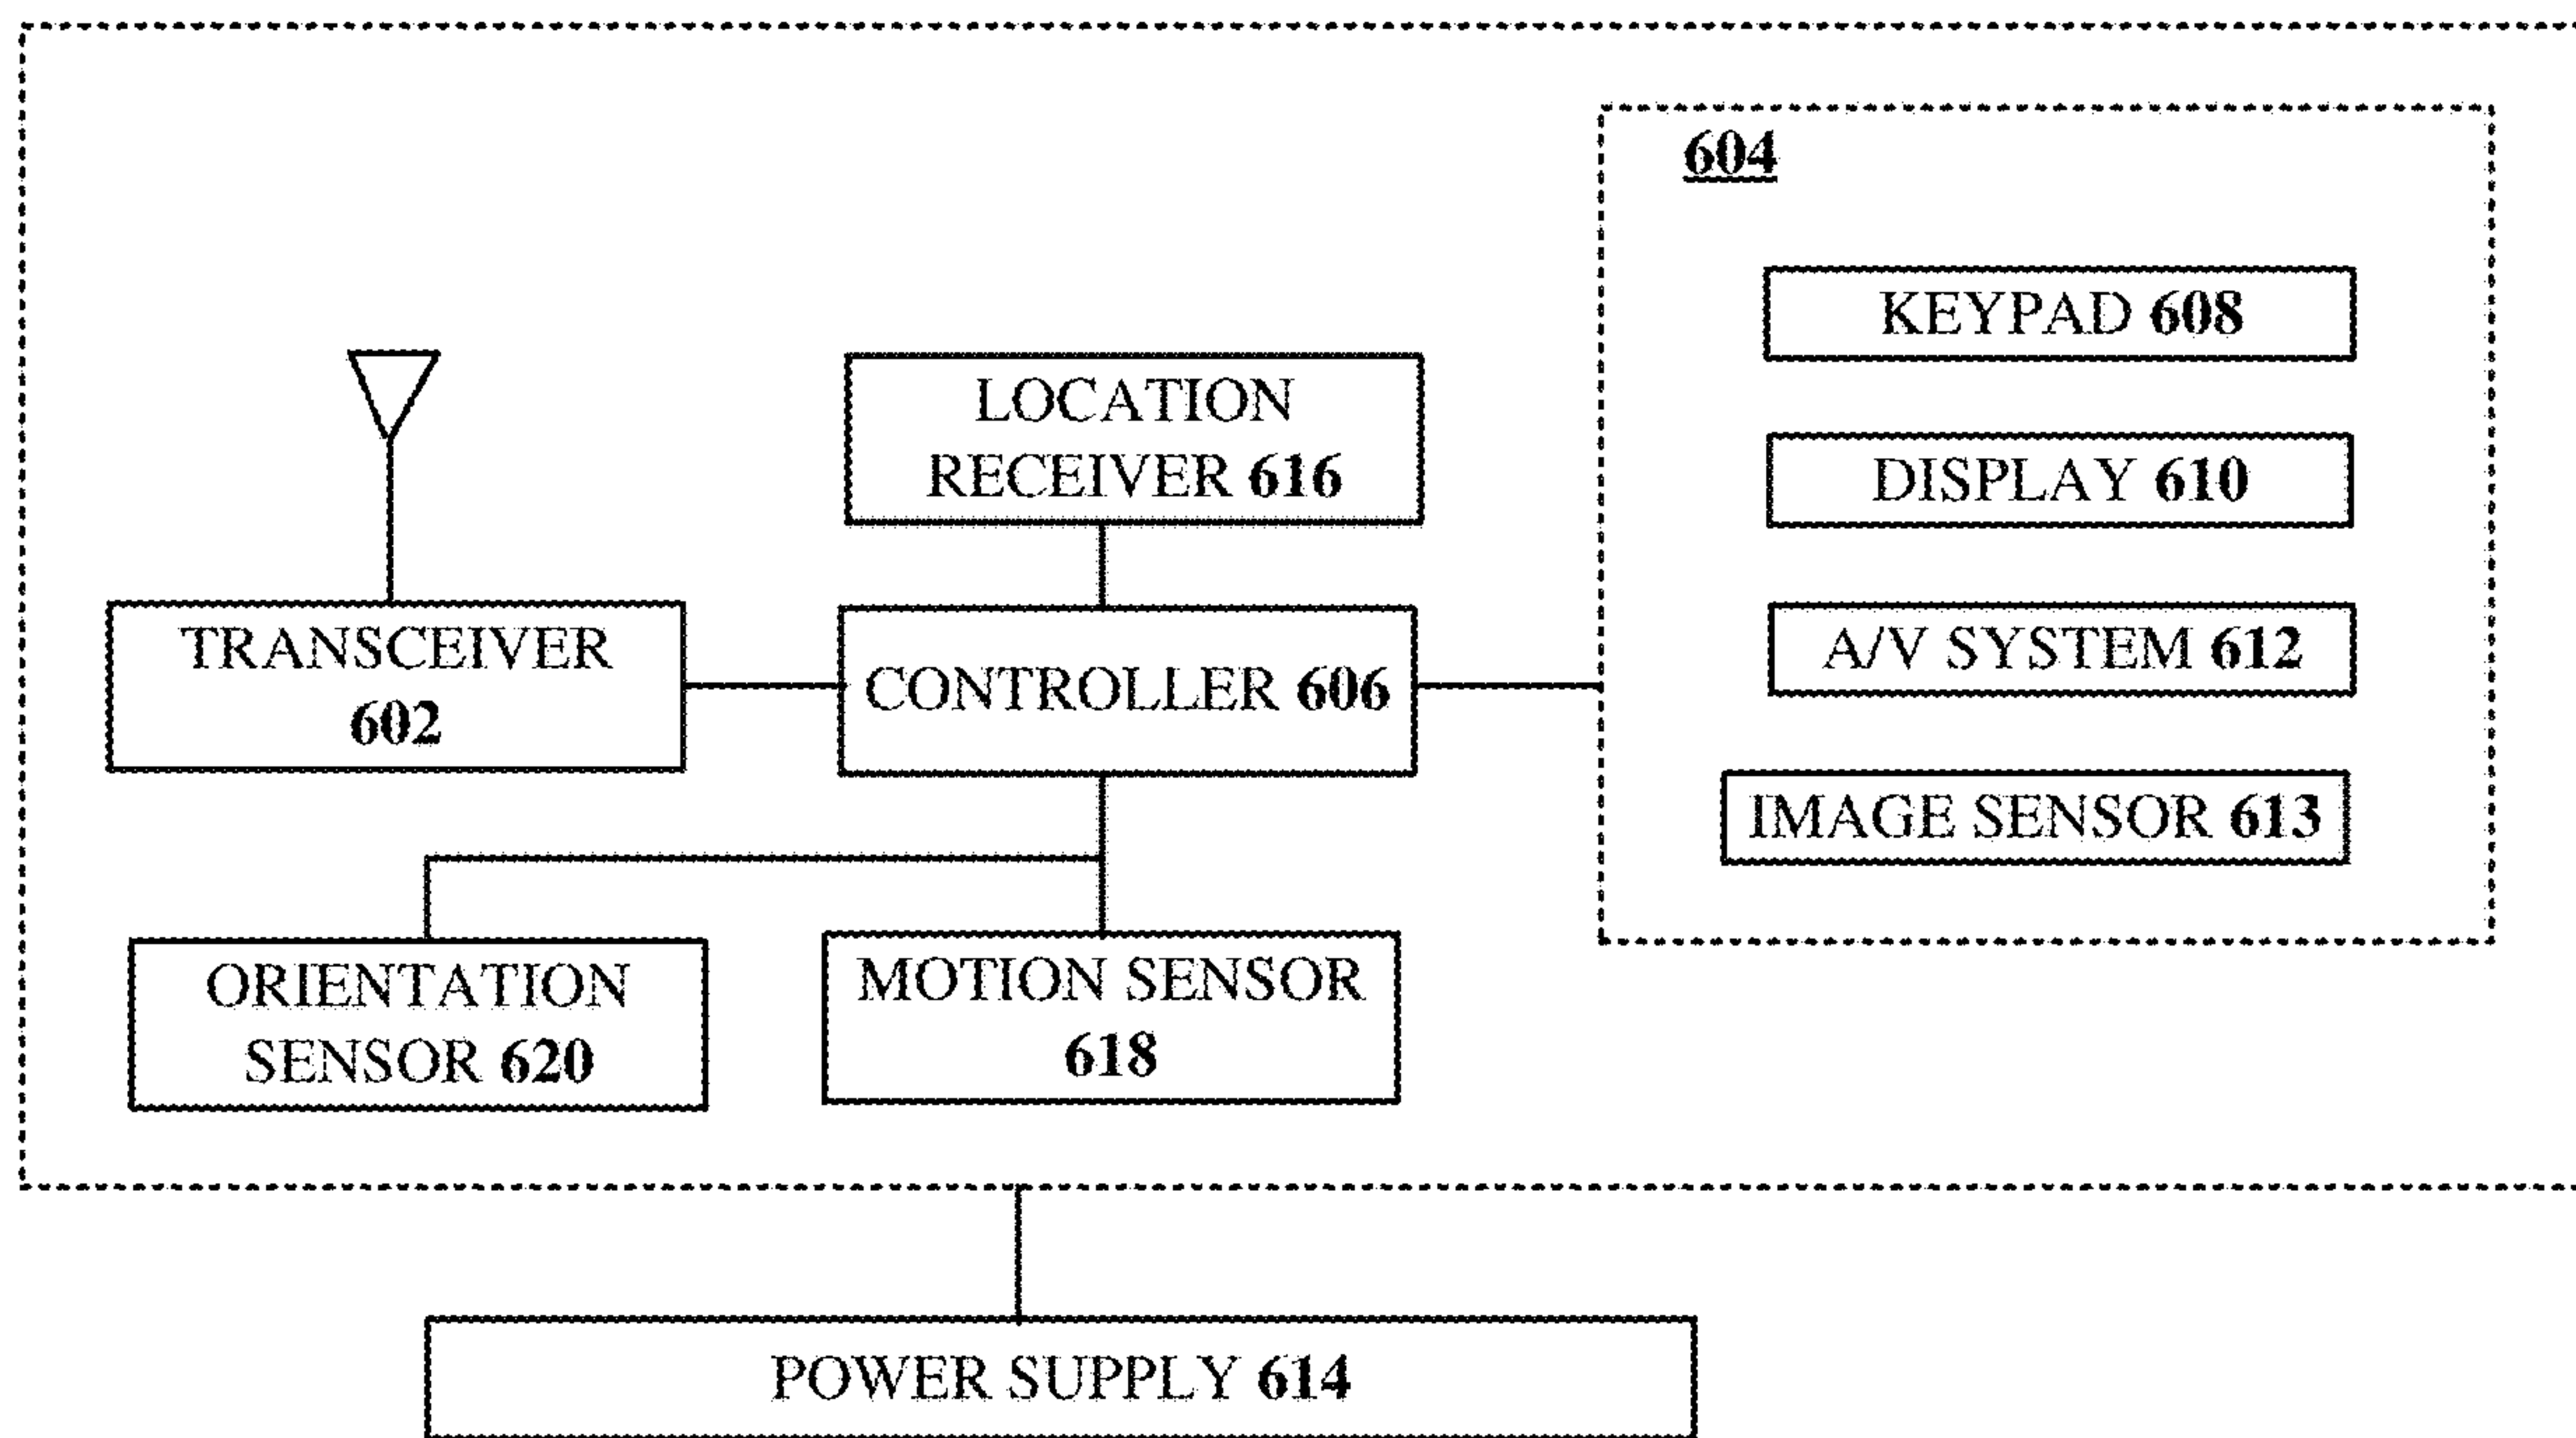 604
KEYPAD 608
LOCATION
RECEIVER 616
DISPLAY 610
TRANSCEIVER
602
CONTROLLER 606
A/V SYSTEM 612
IMAGE SENSOR 613
ORIENTATION
SENSOR 620
MOTION SENSOR
618
POWER SUPPLY 614